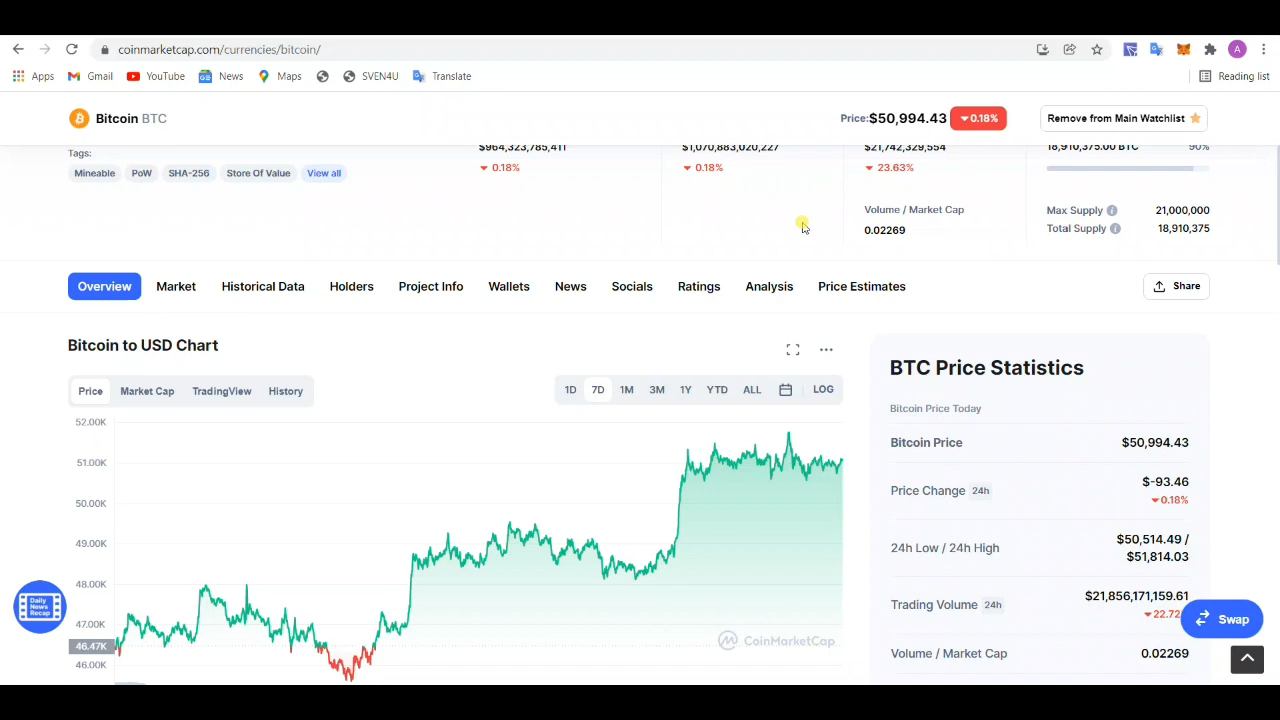 coinmarketcap.com/currencies/bitcoin/
A
Apps Gmail YouTube News Maps SVEN4U Translate Reading list
Bitcoin BTC Price:$50,994.43 0.18% Remove from Main Watchlist
Tags: $964,323,785,411 $1,070,883,020,227 $21,742,329,554 18,910,375.00 BTC 90%
Mineable PoW SHA-256 Store Of Value View all 0.18% 0.18% 23.63%
Volume / Market Cap Max Supply 21,000,000
0.02269 Total Supply 18,910,375
Overview Market Historical Data Holders Project Info Wallets News Socials Ratings Analysis Price Estimates Share
Bitcoin to USD Chart
BTC Price Statistics
Price Market Cap TradingView History 1D 7D 1M 3M 1Y YTD ALL LOG
Bitcoin Price Today
52.00K
51.00K
50.00K
49.00K
48.00K
47.00K
46.47K
46.00K
CoinMarketCap
Bitcoin Price $50,994.43
Price Change 24h $-93.46
0.18%
24h Low / 24h High $50,514.49 /
$51,814.03
Trading Volume 24h $21,856,171,159.61
22.72
Volume / Market Cap 0.02269
Daily
News
Recap
Swap